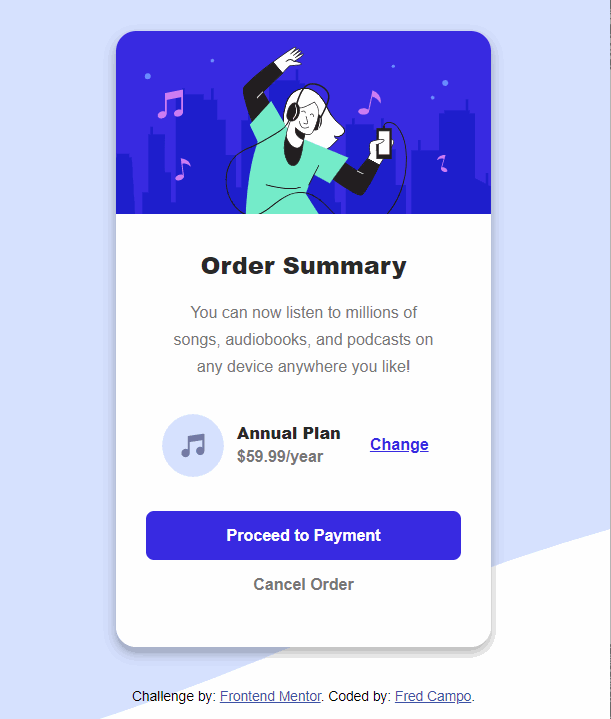 Order Summary
You can now listen to millions of
songs, audiobooks, and podcasts on
any device anywhere you like!
Annual Plan
$59.99/year
Change
Proceed to Payment
Cancel Order
Challenge by: Frontend Mentor. Coded by: Fred Campo.